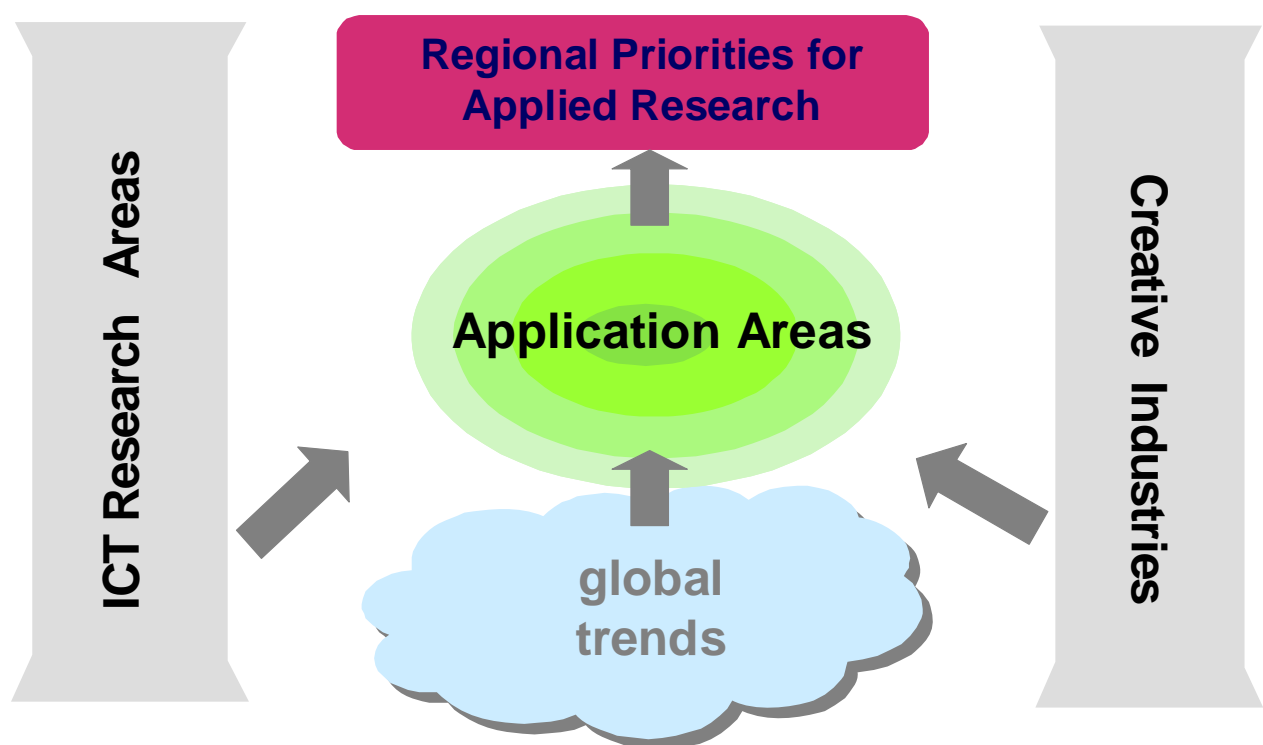 Regional Priorities for
Applied Research
ICT Research Areas
Application Areas
Creative Industries
global
trends